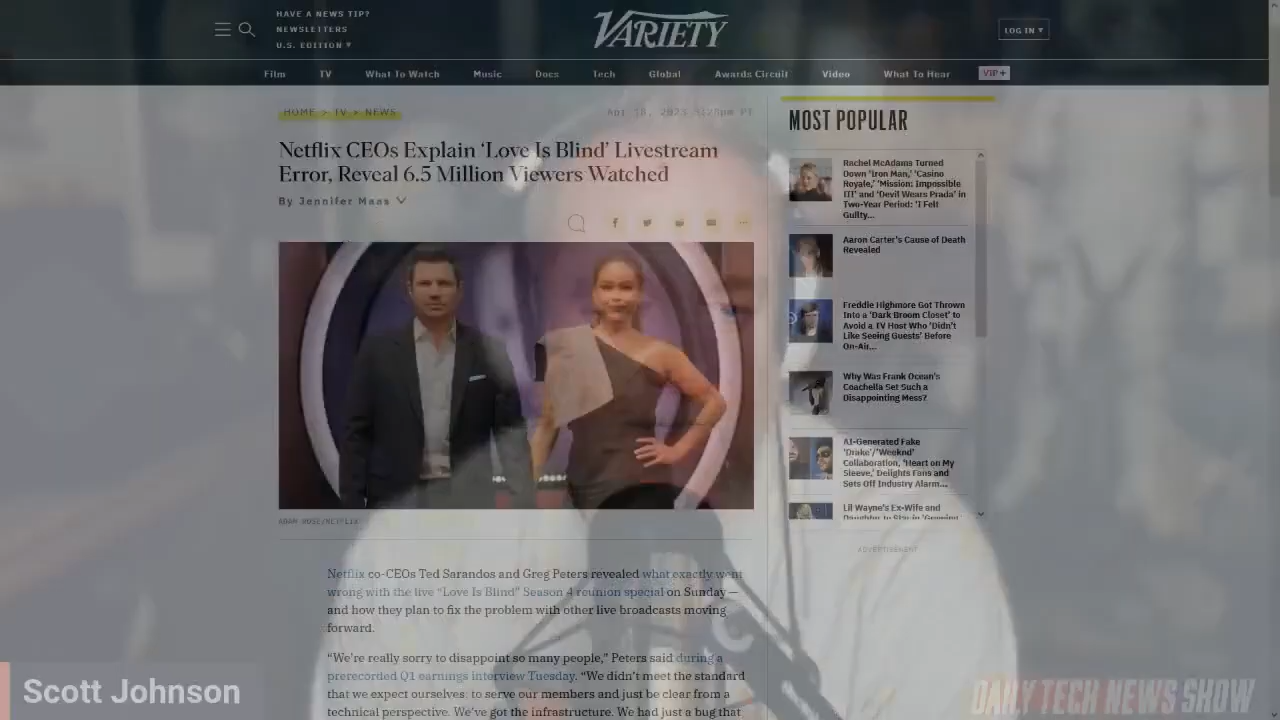 HAVE A NEWS TIP?
NEWSLETTERS
U.S. EDITION
VARIETY
LOG IN
Film TV What To Watch Music Docs Tech Global Awards Circuit Video What To Hear VIP+
HOME > TV > NEWS
Apr 18, 2023 5:28pm PT
Netflix CEOs Explain ‘Love Is Blind’ Livestream
Error, Reveal 6.5 Million Viewers Watched
By Jennifer Maas
ADAM ROSE/NETFLIX
Netflix co-CEOs Ted Sarandos and Greg Peters revealed what exactly went
wrong with the live “Love Is Blind” Season 4 reunion special on Sunday —
and how they plan to fix the problem with other live broadcasts moving
forward.
“We’re really sorry to disappoint so many people,” Peters said during a
prerecorded Q1 earnings interview Tuesday. “We didn’t meet the standard
that we expect ourselves to serve our members and just be clear from a
technical perspective. We’ve got the infrastructure. We had just a bug that
MOST POPULAR
Rachel McAdams Turned
Down ‘Iron Man,’ ‘Casino
Royale,’ ‘Mission: Impossible
III’ and ‘Devil Wears Prada’ in
Two-Year Period: ‘I Felt
Guilty...
Aaron Carter’s Cause of Death
Revealed
Freddie Highmore Got Thrown
Into a ‘Dark Broom Closet’ to
Avoid a TV Host Who ‘Didn’t
Like Seeing Guests’ Before
On-Air...
Why Was Frank Ocean’s
Coachella Set Such a
Disappointing Mess?
AI-Generated Fake
‘Drake’/‘Weeknd’
Collaboration, ‘Heart on My
Sleeve,’ Delights Fans and
Sets Off Industry Alarm...
Lil Wayne’s Ex-Wife and
ADVERTISEMENT
Scott Johnson
DAILY TECH NEWS SHOW